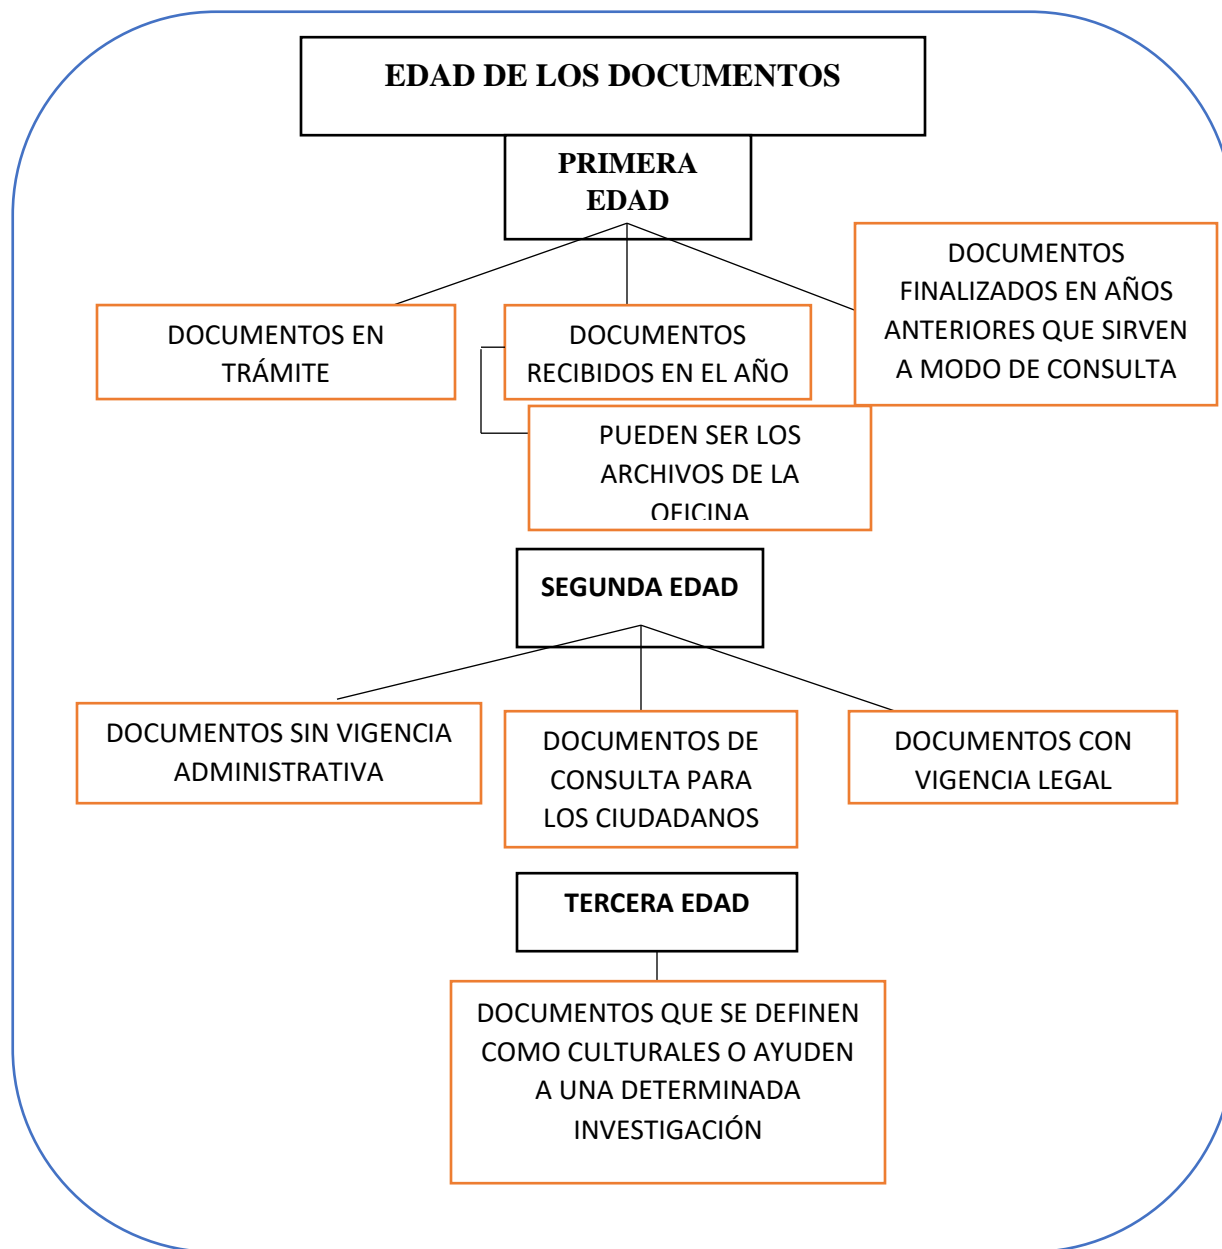 EDAD DE LOS DOCUMENTOS
PRIMERA
EDAD
DOCUMENTOS EN
TRÁMITE
DOCUMENTOS
RECIBIDOS EN EL AÑO
DOCUMENTOS
FINALIZADOS EN AÑOS
ANTERIORES QUE SIRVEN
A MODO DE CONSULTA
PUEDEN SER LOS
ARCHIVOS DE LA
OFICINA
SEGUNDA EDAD
DOCUMENTOS SIN VIGENCIA
ADMINISTRATIVA
DOCUMENTOS DE
CONSULTA PARA
LOS CIUDADANOS
DOCUMENTOS CON
VIGENCIA LEGAL
TERCERA EDAD
DOCUMENTOS QUE SE DEFINEN
COMO CULTURALES O AYUDEN
A UNA DETERMINADA
INVESTIGACIÓN